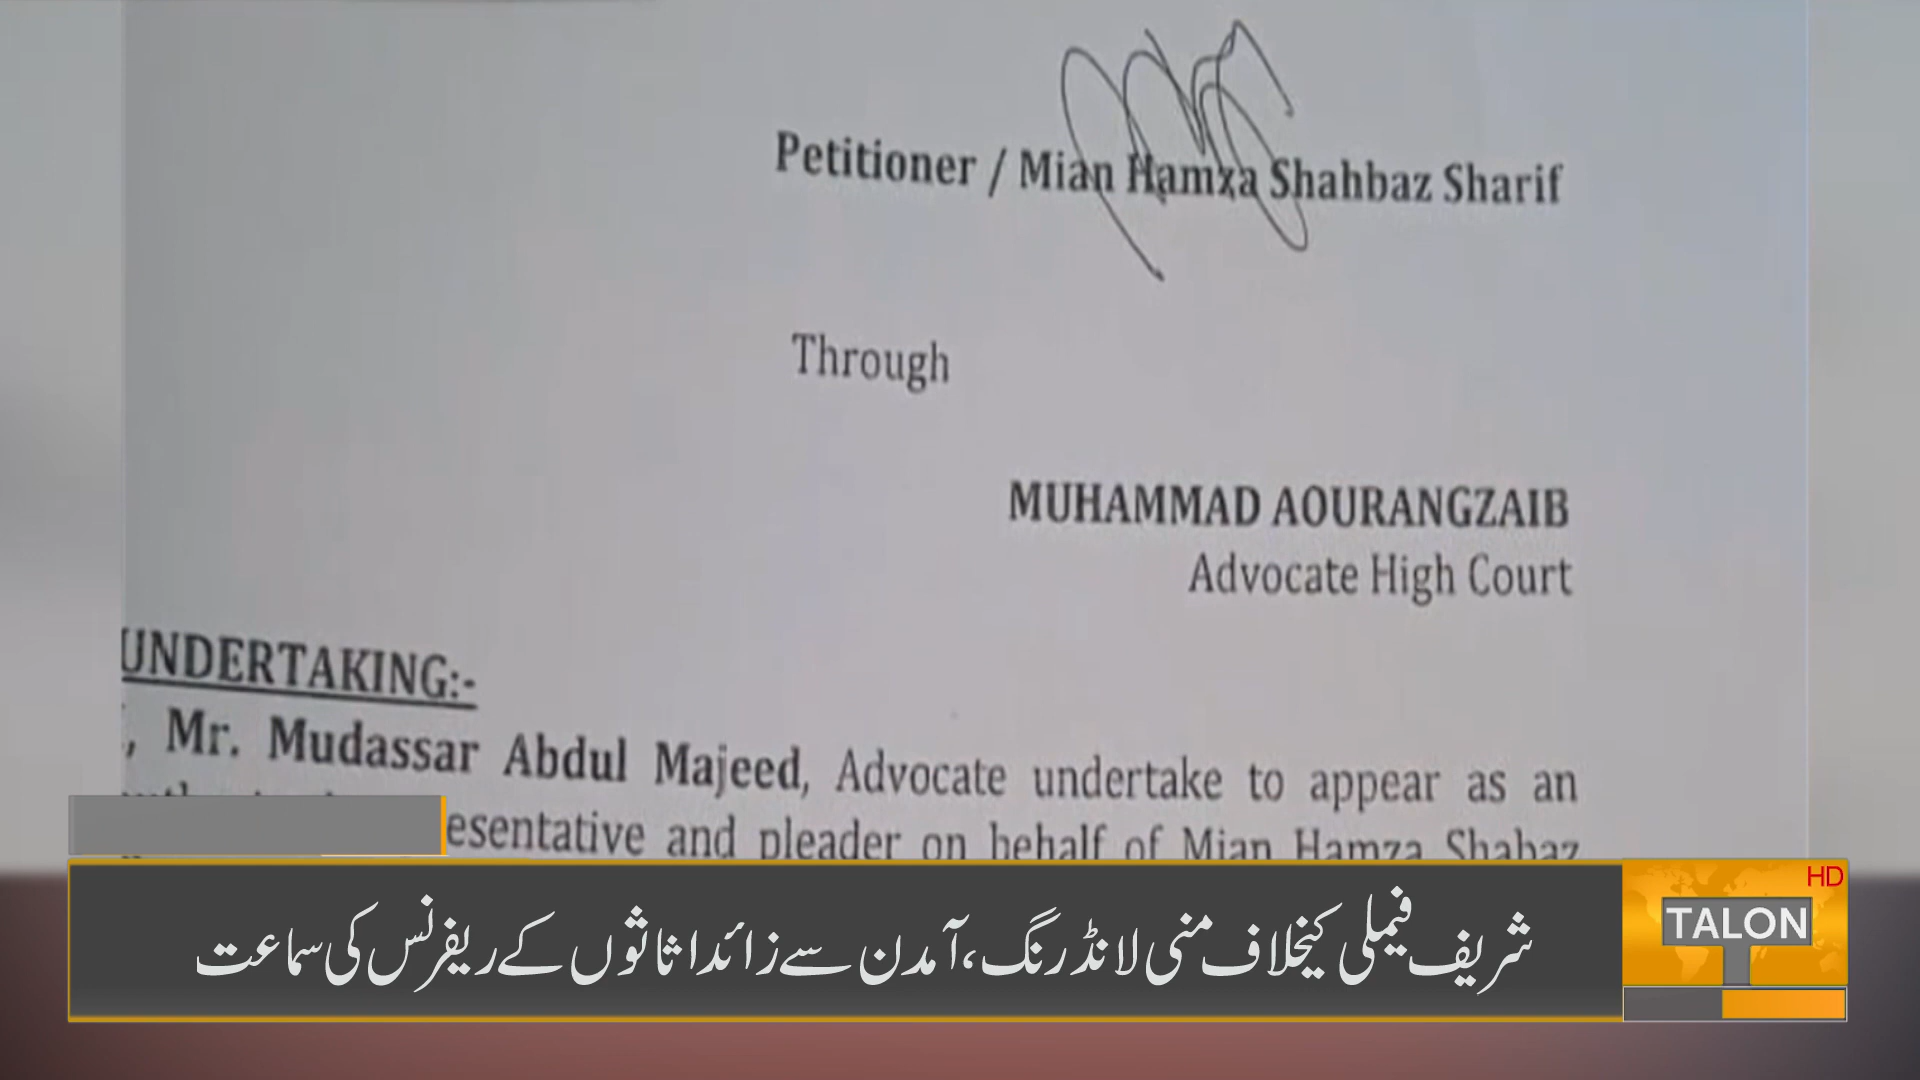 Petitioner / Mian Hamza Shahbaz Sharif
Through
MUHAMMAD AOURANGZAIB
Advocate High Court
UNDERTAKING:-
, Mr. Mudassar Abdul Majeed, Advocate undertake to appear as an
esentative and pleader on behalf of Mian Hamza Shabaz
شریف فیملی کیخلاف منی لانڈرنگ، آمدن سے زائد اثاثوں کے ریفرنس کی سماعت
HD
TALON